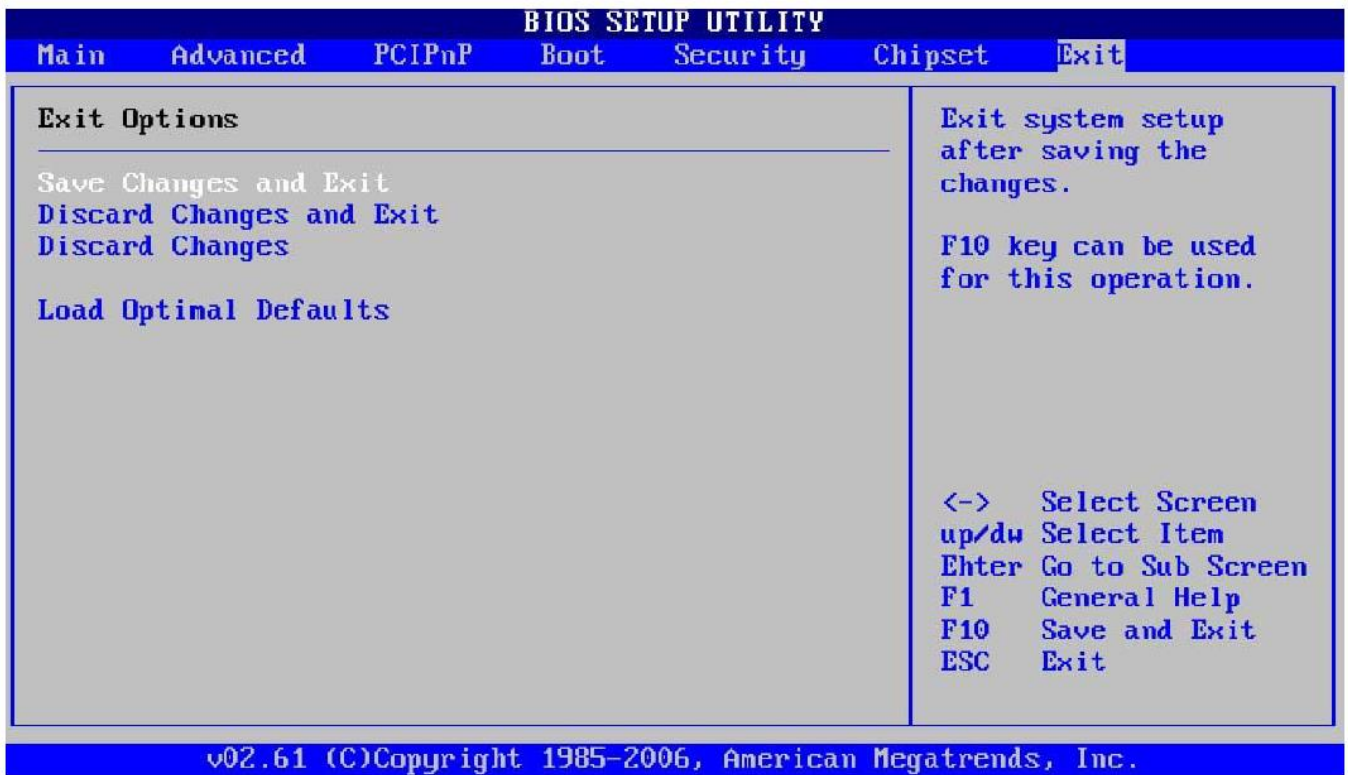 BIOS SETUP UTILITY
Main Advanced PCIPnP Boot Security Chipset Exit
Exit Options
Save Changes and Exit
Discard Changes and Exit
Discard Changes
Load Optimal Defaults
Exit system setup
after saving the
changes.
F10 key can be used
for this operation.
<-> Select Screen
up/dw Select Item
Ehter Go to Sub Screen
F1 General Help
F10 Save and Exit
ESC Exit
v02.61 (C)Copyright 1985-2006, American Megatrends, Inc.